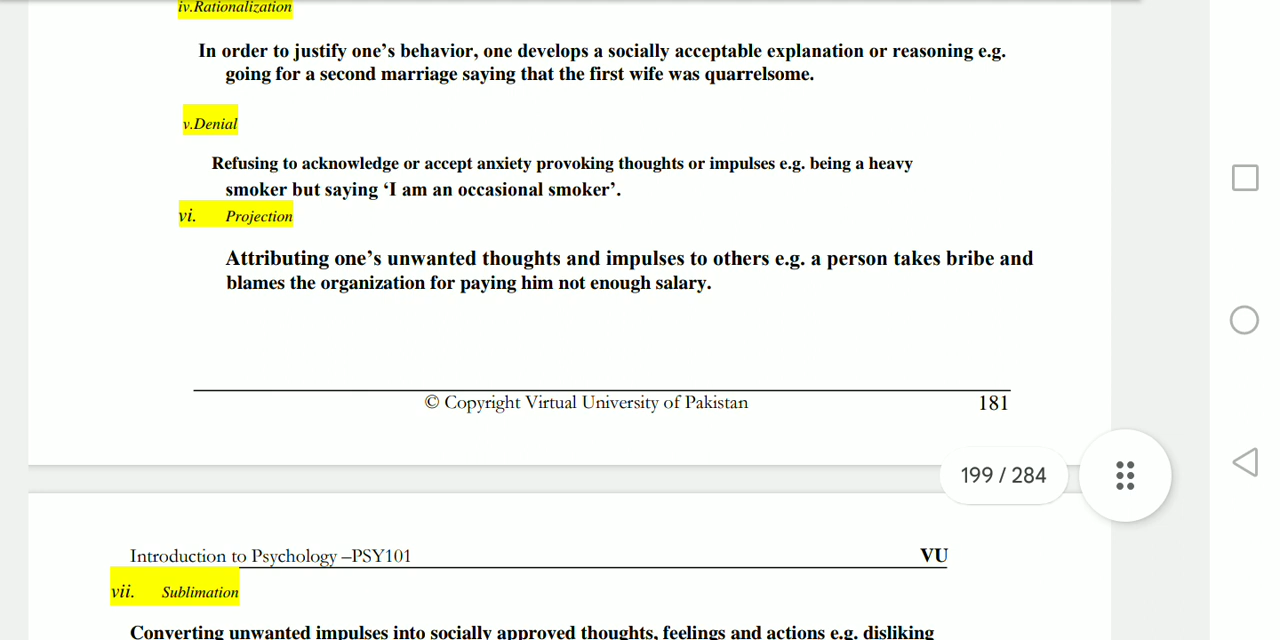 iv.Rationalization
In order to justify one’s behavior, one develops a socially acceptable explanation or reasoning e.g.
going for a second marriage saying that the first wife was quarrelsome.
v.Denial
Refusing to acknowledge or accept anxiety provoking thoughts or impulses e.g. being a heavy
smoker but saying ‘I am an occasional smoker’.
vi. Projection
Attributing one’s unwanted thoughts and impulses to others e.g. a person takes bribe and
blames the organization for paying him not enough salary.
© Copyright Virtual University of Pakistan 181
199 / 284
Introduction to Psychology –PSY101 VU
vii. Sublimation
Converting unwanted impulses into socially approved thoughts, feelings and actions e.g. disliking